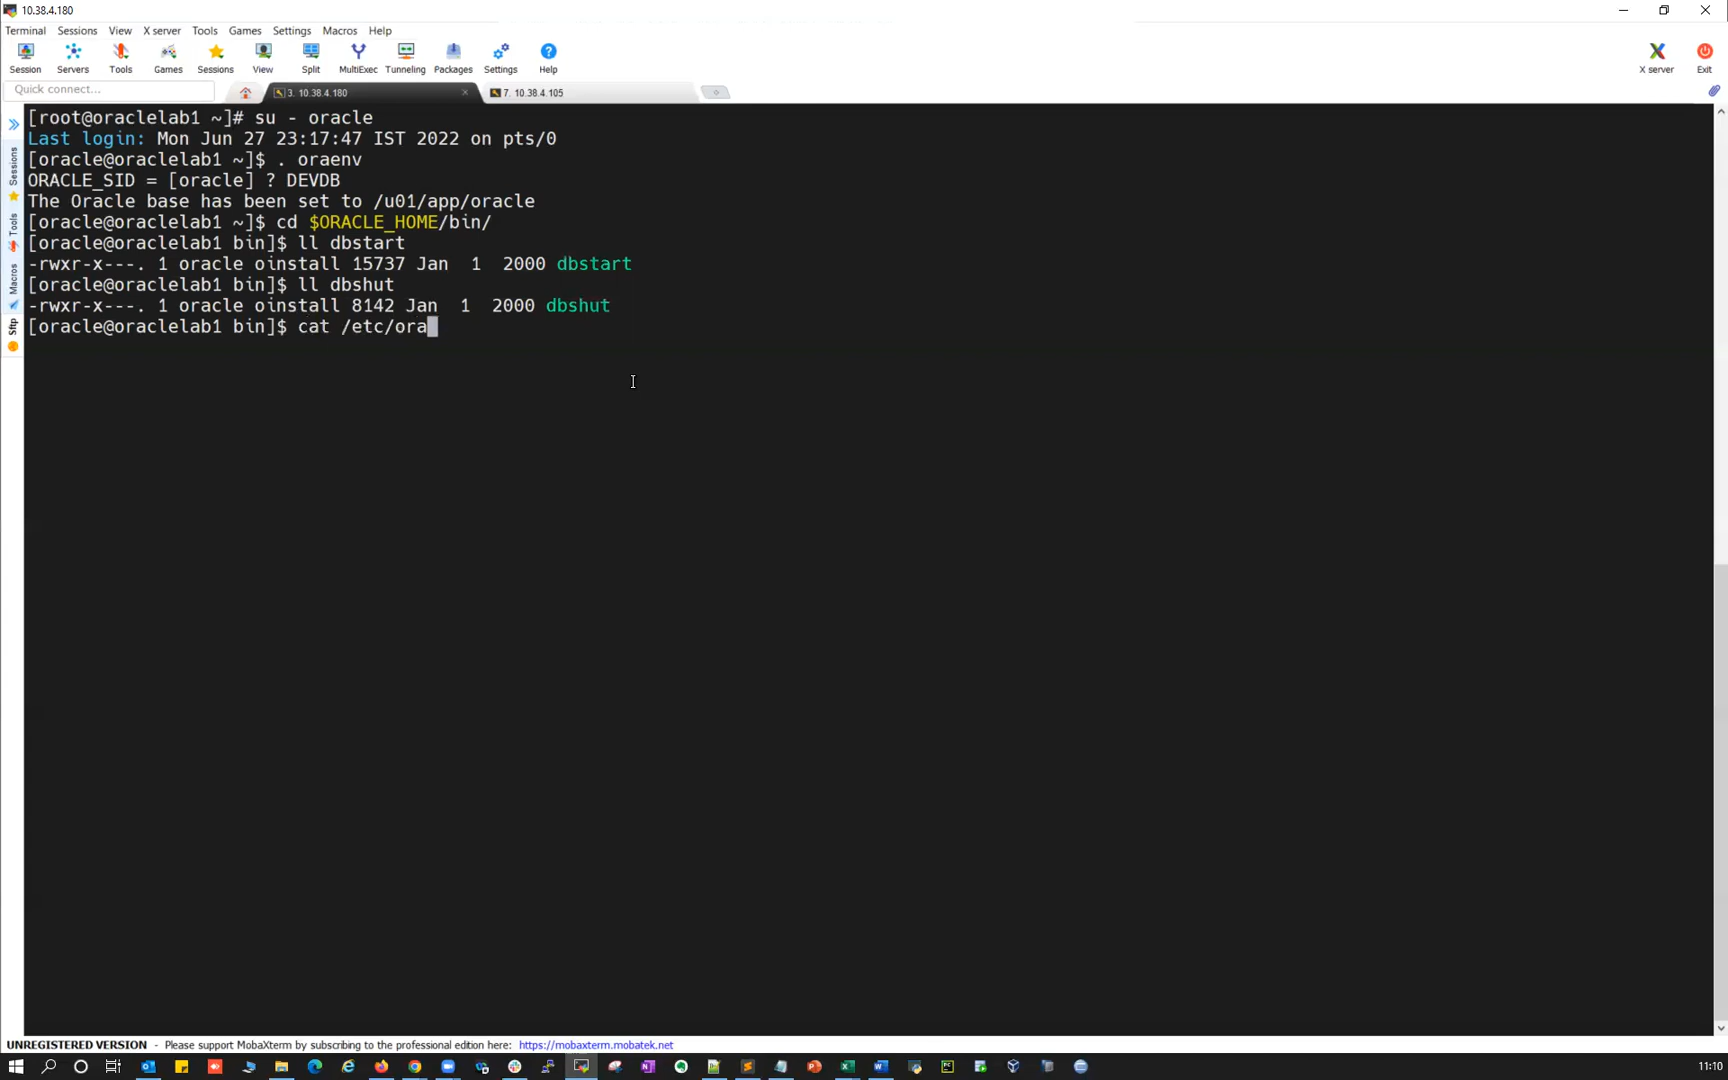 10.38.4.180
Terminal Sessions View X server Tools Games Settings Macros Help
Session Servers Tools Games Sessions View Split MultiExec Tunneling Packages Settings Help X server Exit
Quick connect... 3. 10.38.4.180 7. 10.38.4.105
[root@oraclelab1 ~]# su - oracle
Last login: Mon Jun 27 23:17:47 IST 2022 on pts/0
[oracle@oraclelab1 ~]$ . oraenv
ORACLE_SID = [oracle] ? DEVDB
The Oracle base has been set to /u01/app/oracle
[oracle@oraclelab1 ~]$ cd $ORACLE_HOME/bin/
[oracle@oraclelab1 bin]$ ll dbstart
-rwxr-x---. 1 oracle oinstall 15737 Jan  1  2000 dbstart
[oracle@oraclelab1 bin]$ ll dbshut
-rwxr-x---. 1 oracle oinstall 8142 Jan  1  2000 dbshut
[oracle@oraclelab1 bin]$ cat /etc/ora
Sessions
Tools
Macros
Sftp
UNREGISTERED VERSION - Please support MobaXterm by subscribing to the professional edition here: https://mobaxterm.mobatek.net
11:10